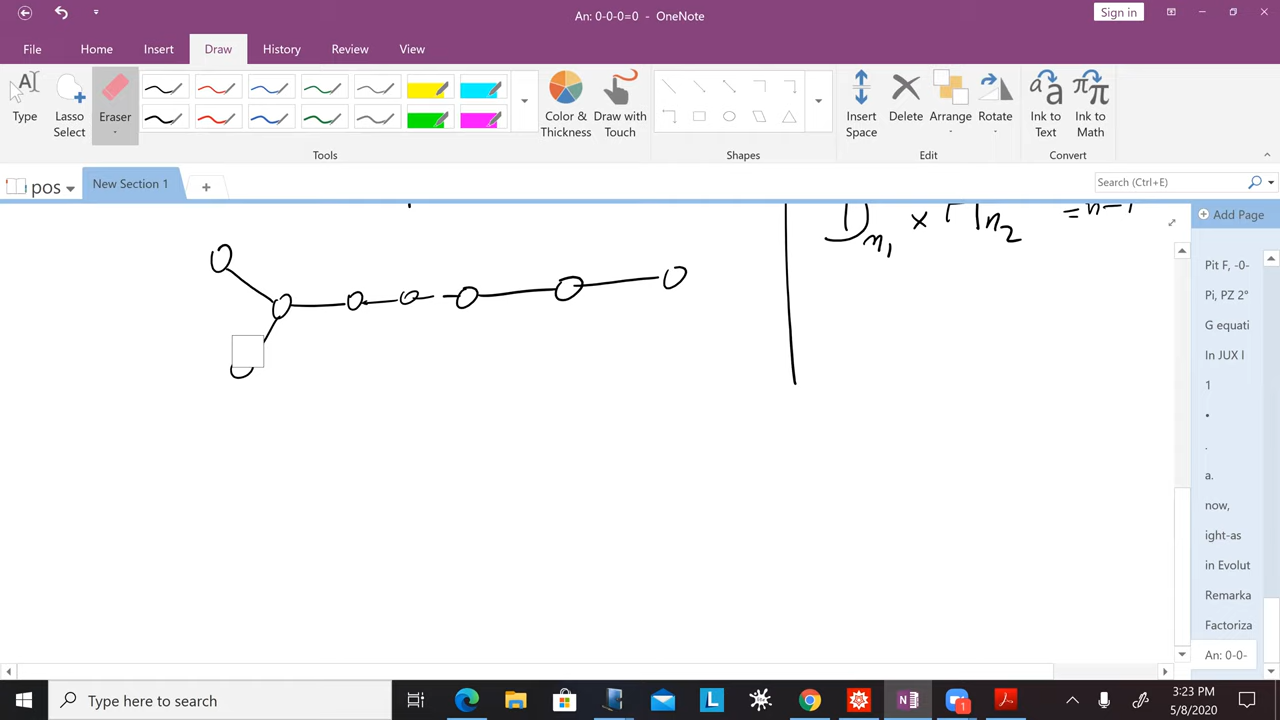 An: 0-0-0=0 - OneNote
Sign in
File
Home
Insert
Draw
History
Review
View
Type
Lasso Select
Eraser
Color & Thickness
Draw with Touch
Insert Space
Delete
Arrange
Rotate
Ink to Text
Ink to Math
Tools
Shapes
Edit
Convert
pos
New Section 1
Search (Ctrl+E)
Add Page
D n1 × A n2 = n-1
Pit F, -0-
Pi, PZ 2°
G equati
In JUX I
1
•
.
a.
now,
ight-as
in Evolut
Remarka
Factoriza
An: 0-0-
Type here to search
3:23 PM
5/8/2020